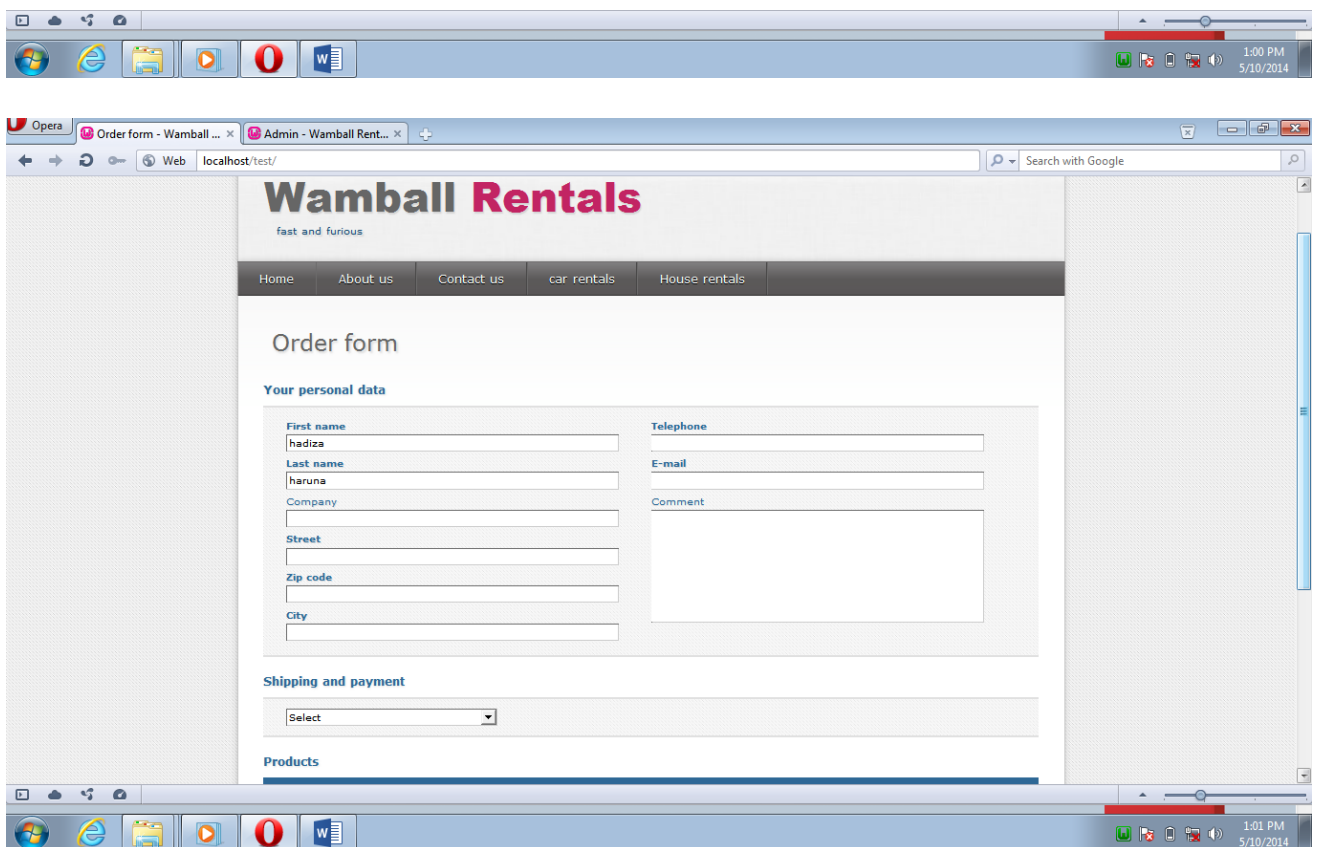 1:00 PM
5/10/2014
Opera
Order form - Wamball ...
Admin - Wamball Rent...
Web
localhost/test/
Search with Google
Wamball Rentals
fast and furious
Home
About us
Contact us
car rentals
House rentals
Order form
Your personal data
First name
hadiza
Last name
haruna
Company
Street
Zip code
City
Telephone
E-mail
Comment
Shipping and payment
Select
Products
1:01 PM
5/10/2014